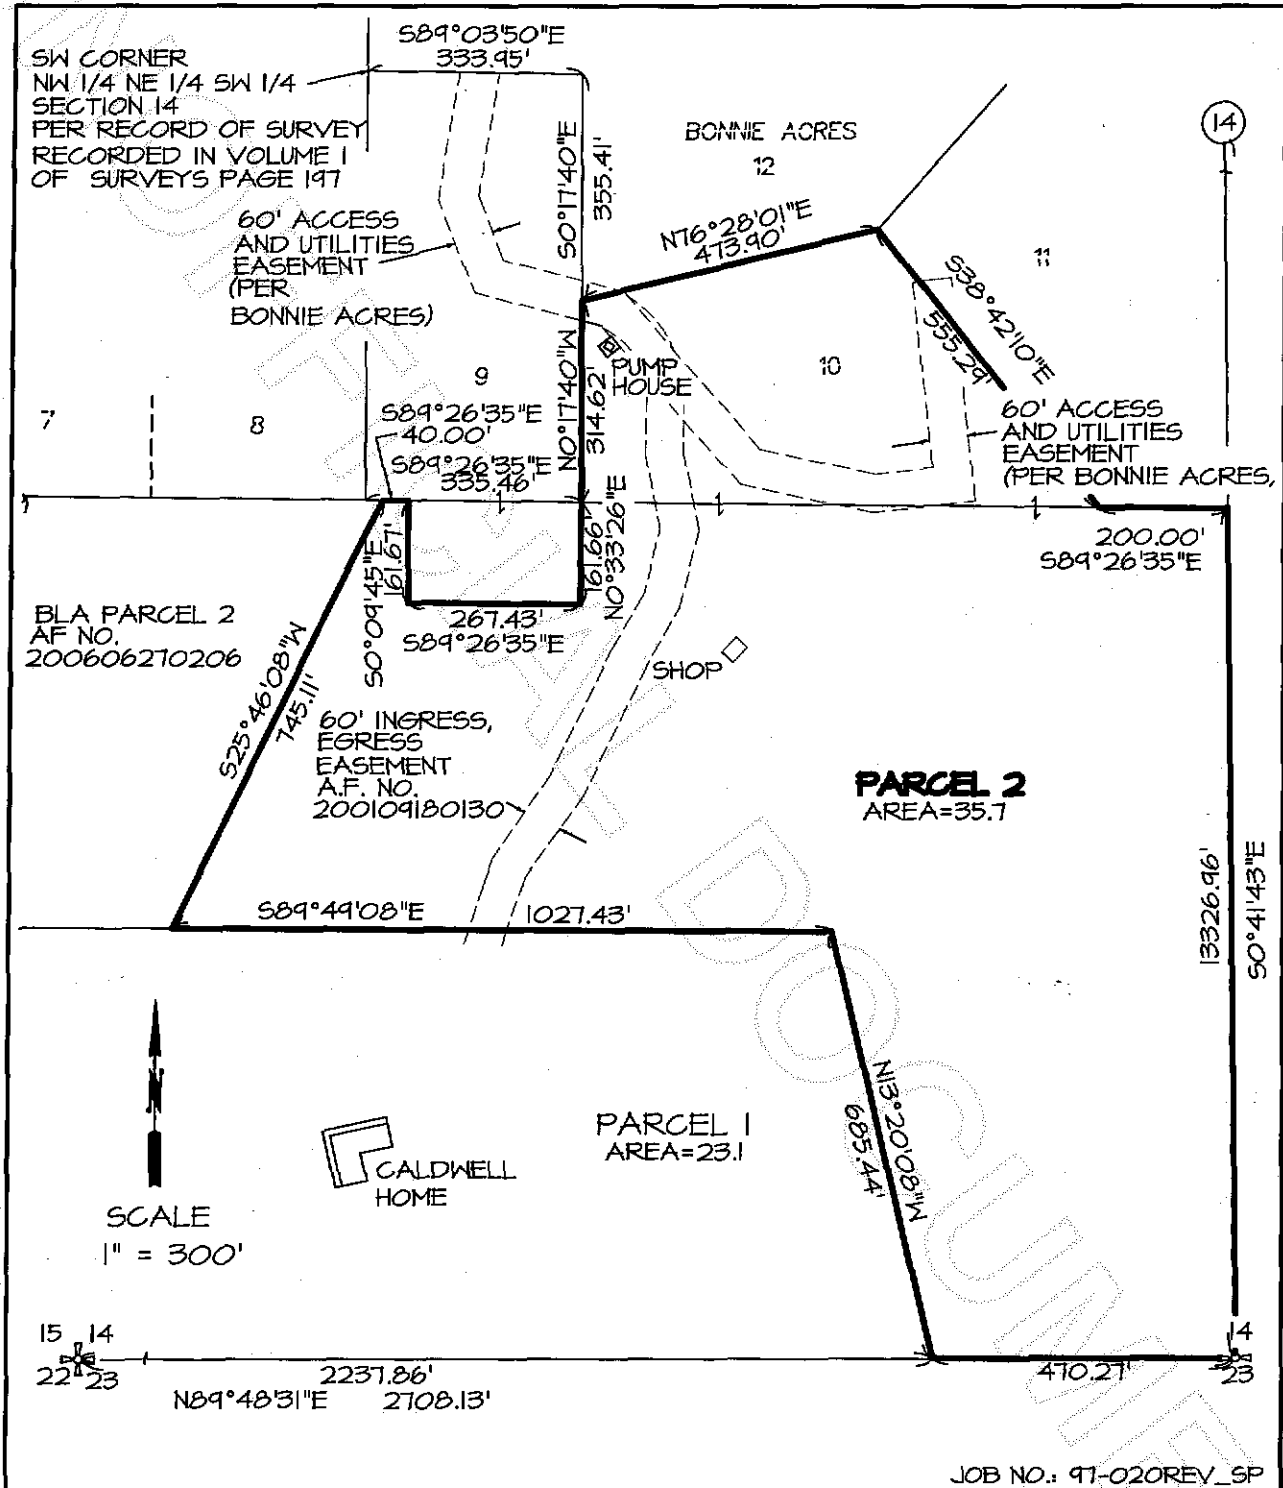 S89°03'50"E
333.95'
SW CORNER
NW 1/4 NE 1/4 SW 1/4
SECTION 14
PER RECORD OF SURVEY
RECORDED IN VOLUME 1
OF SURVEYS PAGE 197
S0°17'40"E
355.41'
BONNIE ACRES
12
14
60' ACCESS
AND UTILITIES
EASEMENT
(PER
BONNIE ACRES)
N76°28'01"E
473.90'
11
S38°42'10"E
555.29'
N0°17'40"W
314.62'
PUMP
HOUSE
10
9
7
8
S89°26'35"E
40.00'
S89°26'35"E
335.46'
60' ACCESS
AND UTILITIES
EASEMENT
(PER BONNIE ACRES,
200.00'
S89°26'35"E
S0°09'45"E
161.67'
161.66'
N0°33'26"E
267.43'
S89°26'35"E
BLA PARCEL 2
AF NO.
200606270206
S25°46'08"W
745.11'
SHOP
60' INGRESS,
EGRESS
EASEMENT
A.F. NO.
200109180130
PARCEL 2
AREA=35.7
1326.96'
S0°41'43"E
S89°49'08"E 1027.43'
N
N13°20'08"W
685.44'
PARCEL 1
AREA=23.1
CALDWELL
HOME
SCALE
1" = 300'
15 14
22 23
2237.86'
N89°48'31"E 2708.13'
470.27'
14
23
JOB NO.: 97-020REV_SP